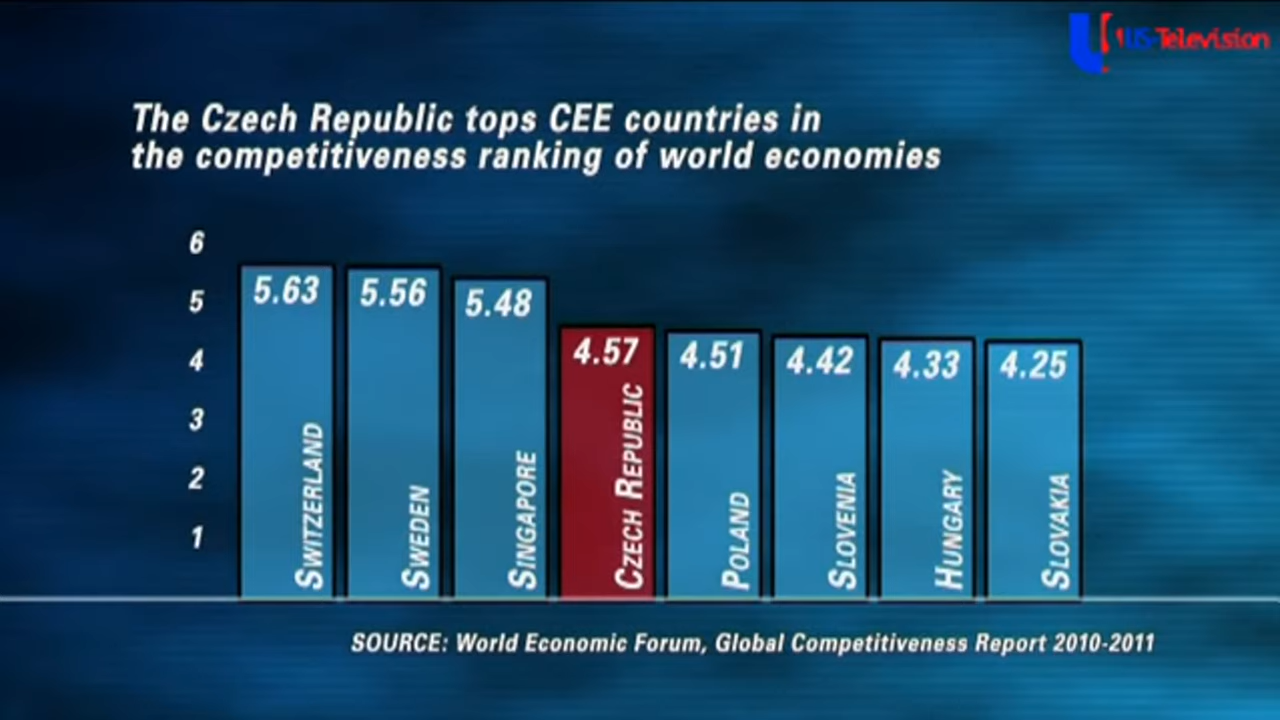 US-Television
The Czech Republic tops CEE countries in
the competitiveness ranking of world economies
6
5
4
3
2
1
5.63
5.56
5.48
4.57
4.51
4.42
4.33
4.25
SWITZERLAND
SWEDEN
SINGAPORE
CZECH REPUBLIC
POLAND
SLOVENIA
HUNGARY
SLOVAKIA
SOURCE: World Economic Forum, Global Competitiveness Report 2010-2011